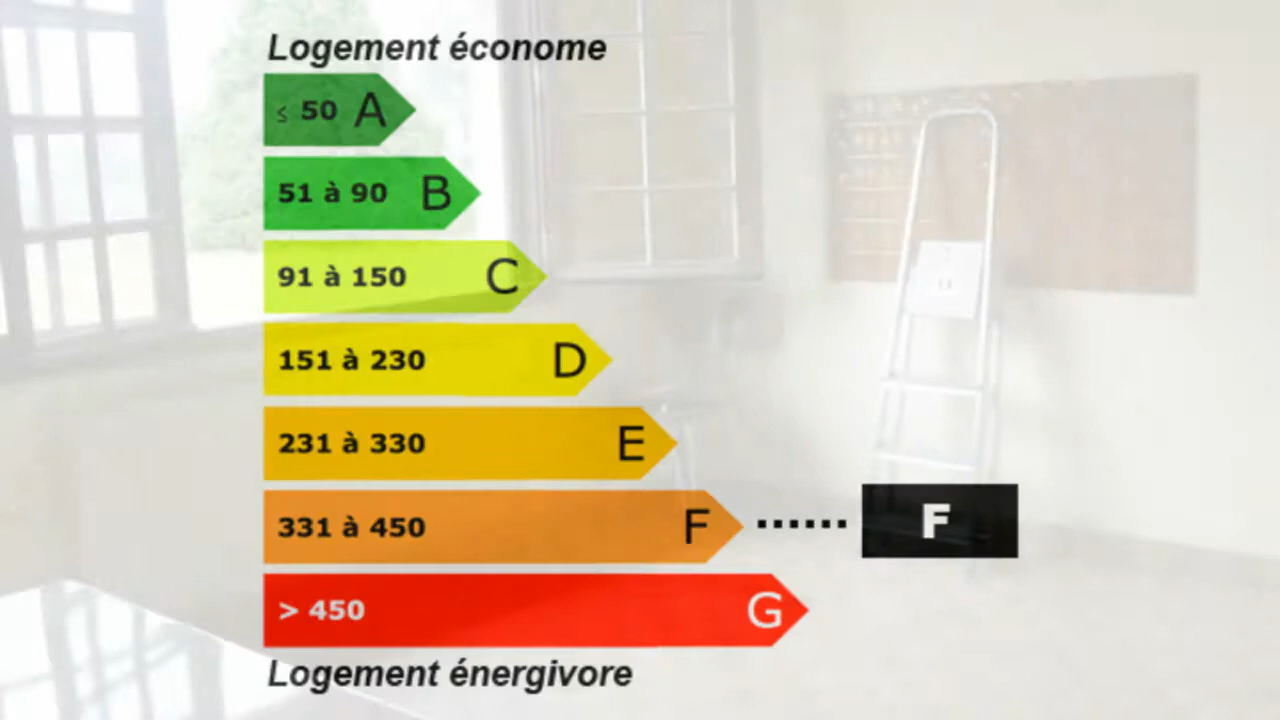 Logement économe
≤ 50 A
51 à 90 B
91 à 150 C
151 à 230 D
231 à 330 E
331 à 450 F
F
> 450 G
Logement énergivore